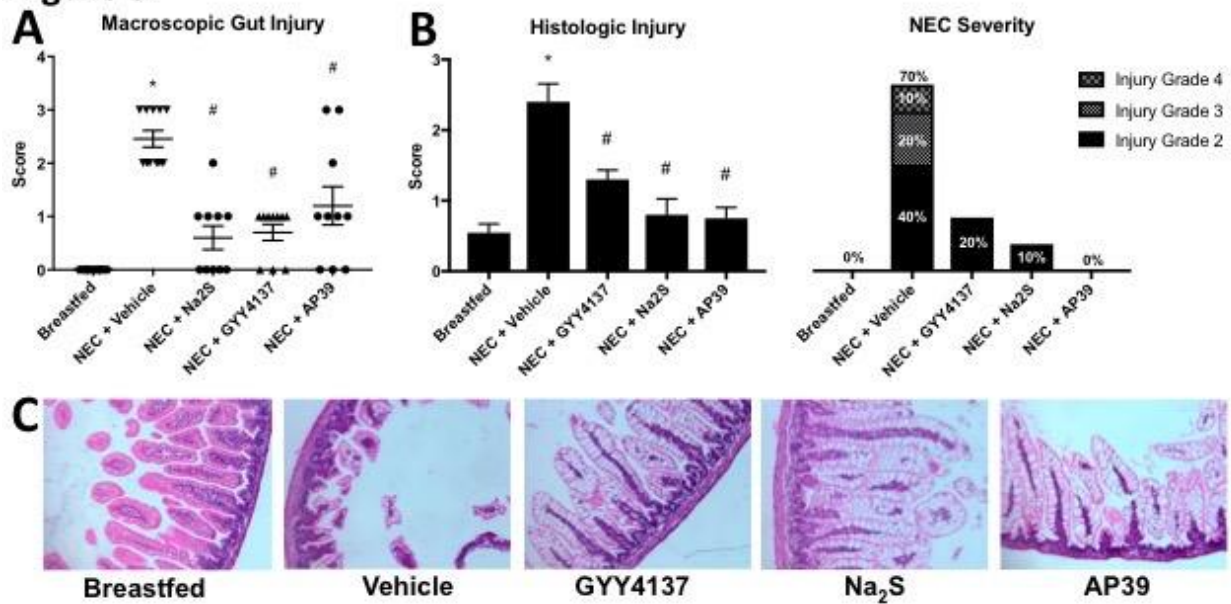 A
Macroscopic Gut Injury
Score
4
3
2
1
0
*
#
#
#
Breastfed
NEC + Vehicle
NEC + Na2S
NEC + GYY4137
NEC + AP39
B
Histologic Injury
Score
3
2
1
0
*
#
#
#
Breastfed
NEC + Vehicle
NEC + GYY4137
NEC + Na2S
NEC + AP39
NEC Severity
0%
70%
10%
20%
40%
20%
10%
0%
Breastfed
NEC + Vehicle
NEC + GYY4137
NEC + Na2S
NEC + AP39
Injury Grade 4
Injury Grade 3
Injury Grade 2
C
Breastfed
Vehicle
GYY4137
Na₂S
AP39